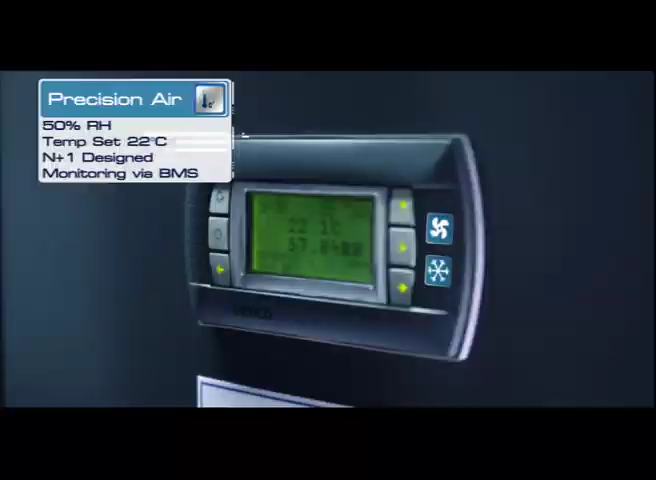 Precision Air
50% RH
Temp Set 22°C
N+1 Designed
Monitoring via BMS